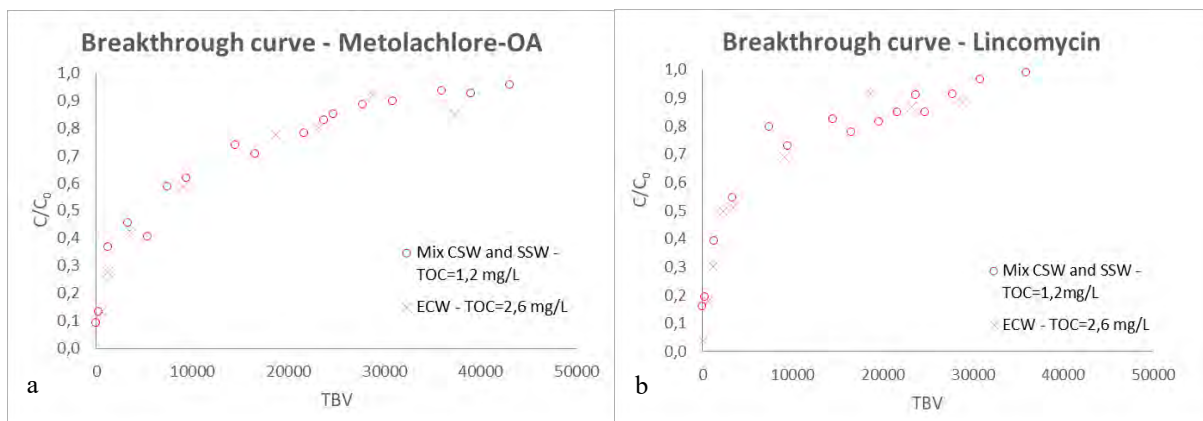 Breakthrough curve - Metolachlore-OA
1,0
0,9
0,8
0,7
0,6
0,5
0,4
0,3
0,2
0,1
0,0
C/C₀
0
10000
20000
30000
40000
50000
TBV
Mix CSW and SSW –
TOC=1,2 mg/L
ECW - TOC=2,6 mg/L
a
Breakthrough curve - Lincomycin
1,0
0,9
0,8
0,7
0,6
0,5
0,4
0,3
0,2
0,1
0,0
C/C₀
0
10000
20000
30000
40000
50000
TBV
Mix CSW and SSW –
TOC=1,2mg/L
ECW - TOC=2,6 mg/L
b